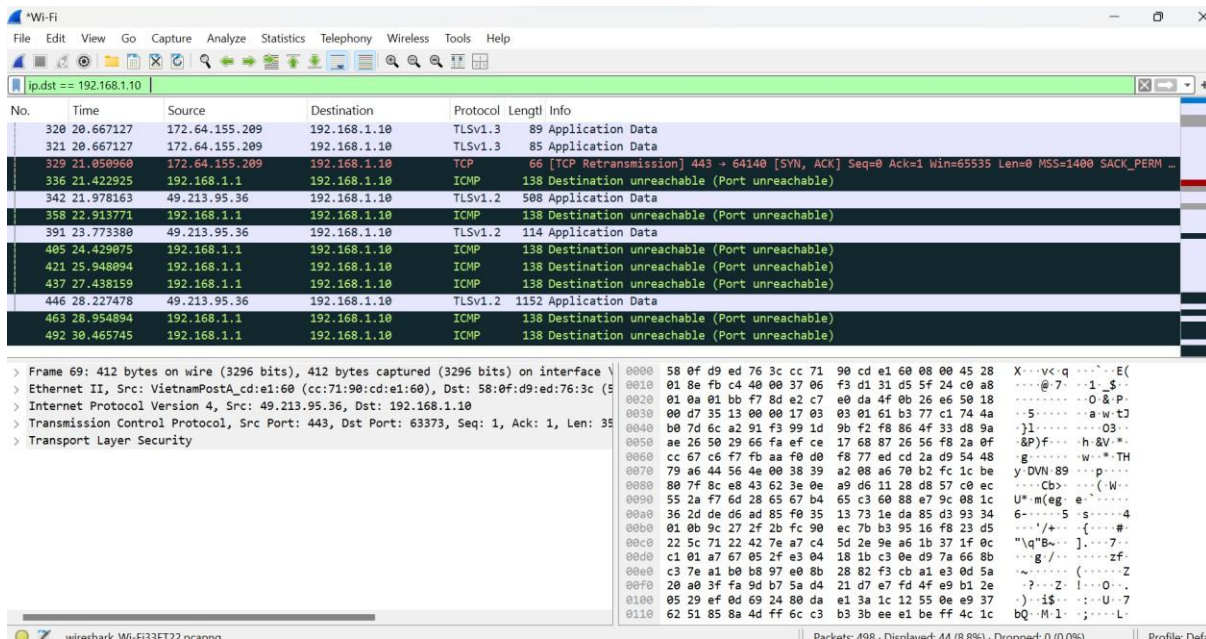 *Wi-Fi
File Edit View Go Capture Analyze Statistics Telephony Wireless Tools Help
ip.dst == 192.168.1.10
No. Time Source Destination Protocol Length Info
320 20.667127 172.64.155.209 192.168.1.10 TLSv1.3 89 Application Data
321 20.667127 172.64.155.209 192.168.1.10 TLSv1.3 85 Application Data
329 21.050960 172.64.155.209 192.168.1.10 TCP 66 [TCP Retransmission] 443 → 64140 [SYN, ACK] Seq=0 Ack=1 Win=65535 Len=0 MSS=1400 SACK_PERM …
336 21.422925 192.168.1.1 192.168.1.10 ICMP 138 Destination unreachable (Port unreachable)
342 21.978163 49.213.95.36 192.168.1.10 TLSv1.2 508 Application Data
358 22.913771 192.168.1.1 192.168.1.10 ICMP 138 Destination unreachable (Port unreachable)
391 23.773380 49.213.95.36 192.168.1.10 TLSv1.2 114 Application Data
405 24.429075 192.168.1.1 192.168.1.10 ICMP 138 Destination unreachable (Port unreachable)
421 25.948094 192.168.1.1 192.168.1.10 ICMP 138 Destination unreachable (Port unreachable)
437 27.438159 192.168.1.1 192.168.1.10 ICMP 138 Destination unreachable (Port unreachable)
446 28.227478 49.213.95.36 192.168.1.10 TLSv1.2 1152 Application Data
463 28.954894 192.168.1.1 192.168.1.10 ICMP 138 Destination unreachable (Port unreachable)
492 30.465745 192.168.1.1 192.168.1.10 ICMP 138 Destination unreachable (Port unreachable)
> Frame 69: 412 bytes on wire (3296 bits), 412 bytes captured (3296 bits) on interface \
> Ethernet II, Src: VietnamPostA_cd:e1:60 (cc:71:90:cd:e1:60), Dst: 58:0f:d9:ed:76:3c (5
> Internet Protocol Version 4, Src: 49.213.95.36, Dst: 192.168.1.10
> Transmission Control Protocol, Src Port: 443, Dst Port: 63373, Seq: 1, Ack: 1, Len: 35
> Transport Layer Security
0000 58 0f d9 ed 76 3c cc 71 90 cd e1 60 08 00 45 28
0010 01 8e fb c4 40 00 37 06 f3 d1 31 d5 5f 24 c0 a8
0020 01 0a 01 bb f7 8d e2 c7 e0 da 4f 0b 26 e6 50 18
0030 00 d7 35 13 00 00 17 03 03 01 61 b3 77 c1 74 4a
0040 b0 7d 6c a2 91 f3 99 1d 9b f2 f8 86 4f 33 d8 9a
0050 ae 26 50 29 66 fa ef ce 17 68 87 26 56 f8 2a 0f
0060 cc 67 c6 f7 fb aa f0 d0 f8 77 ed cd 2a d9 54 48
0070 79 a6 44 56 4e 00 38 39 a2 08 a6 70 b2 fc 1c be
0080 80 7f 8c e8 43 62 3e 0e a9 d6 11 28 d8 57 c0 ec
0090 55 2a f7 6d 28 65 67 b4 65 c3 60 88 e7 9c 08 1c
00a0 36 2d de d6 ad 85 f0 35 13 73 1e da 85 d3 93 34
00b0 01 0b 9c 27 2f 2b fc 90 ec 7b b3 95 16 f8 23 d5
00c0 22 5c 71 22 42 7e a7 c4 5d 2e 9e a6 1b 37 1f 0c
00d0 c1 01 a7 67 05 2f e3 04 18 1b c3 0e d9 7a 66 8b
00e0 c3 7e a1 b0 b8 97 e0 8b 28 82 f3 cb a1 e3 0d 5a
00f0 20 a0 3f fa 9d b7 5a d4 21 d7 e7 fd 4f e9 b1 2e
0100 05 29 ef 0d 69 24 80 da e1 3a 1c 12 55 0e e9 37
0110 62 51 85 8a 4d ff 6c c3 b3 3b ee e1 be ff 4c 1c
Packets: 498 · Displayed: 44 (8.8%) · Dropped: 0 (0.0%) Profile: Def